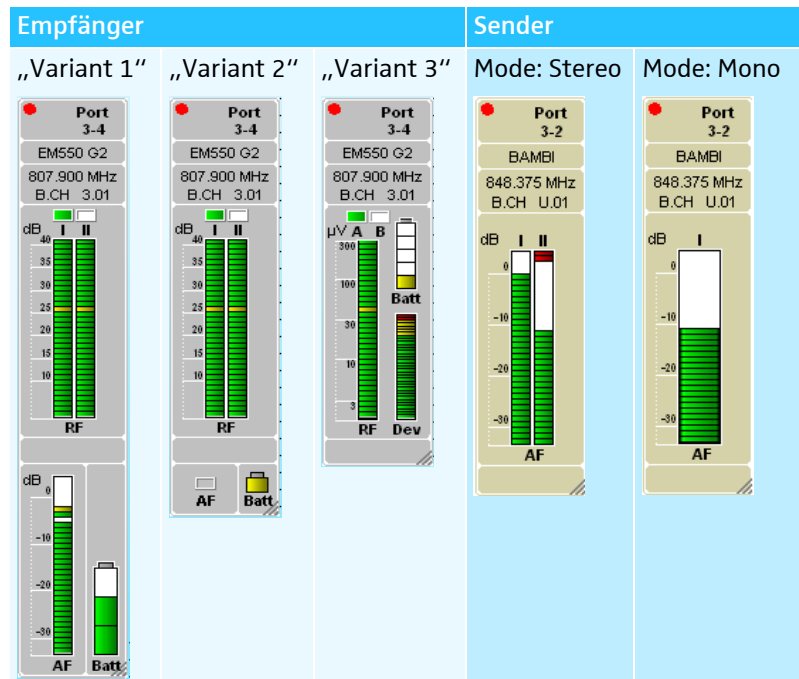 Empfänger
Sender
„Variant 1“
„Variant 2“
„Variant 3“
Mode: Stereo
Mode: Mono
Port
3-4
EM550 G2
807.900 MHz
B.CH 3.01
dB
I II
40
35
30
25
20
15
10
RF
dB
0
-10
-20
-30
AF
Batt
Port
3-4
EM550 G2
807.900 MHz
B.CH 3.01
dB
I II
40
35
30
25
20
15
10
RF
AF
Batt
Port
3-4
EM550 G2
807.900 MHz
B.CH 3.01
µV A B
300
100
30
10
3
Batt
RF Dev
Port
3-2
BAMBI
848.375 MHz
B.CH U.01
dB
I II
0
-10
-20
-30
AF
Port
3-2
BAMBI
848.375 MHz
B.CH U.01
dB
I
0
-10
-20
-30
AF